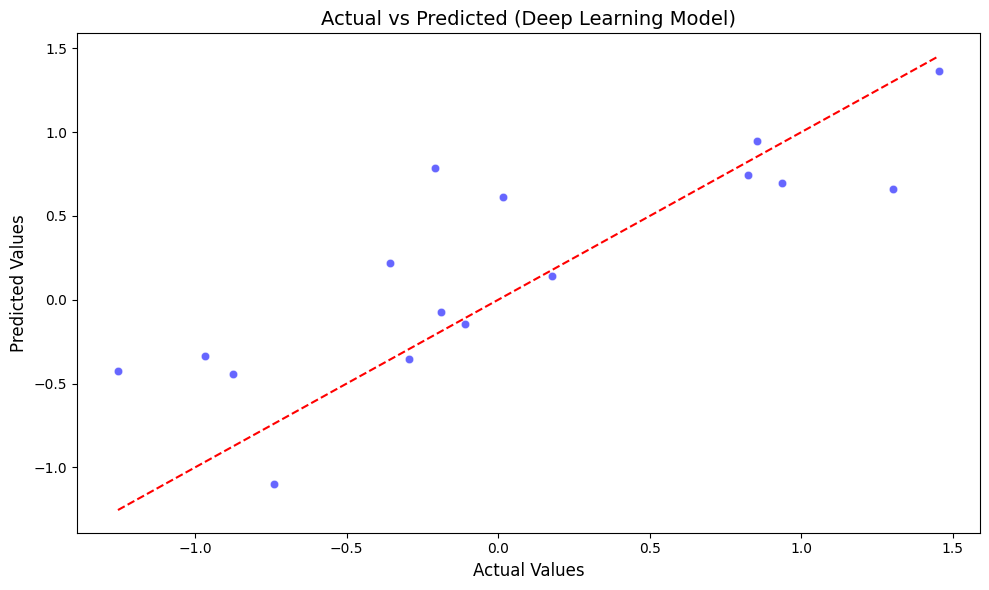 Actual vs Predicted (Deep Learning Model)
1.5
1.0
0.5
0.0
−0.5
−1.0
Predicted Values
−1.0 −0.5 0.0 0.5 1.0 1.5
Actual Values